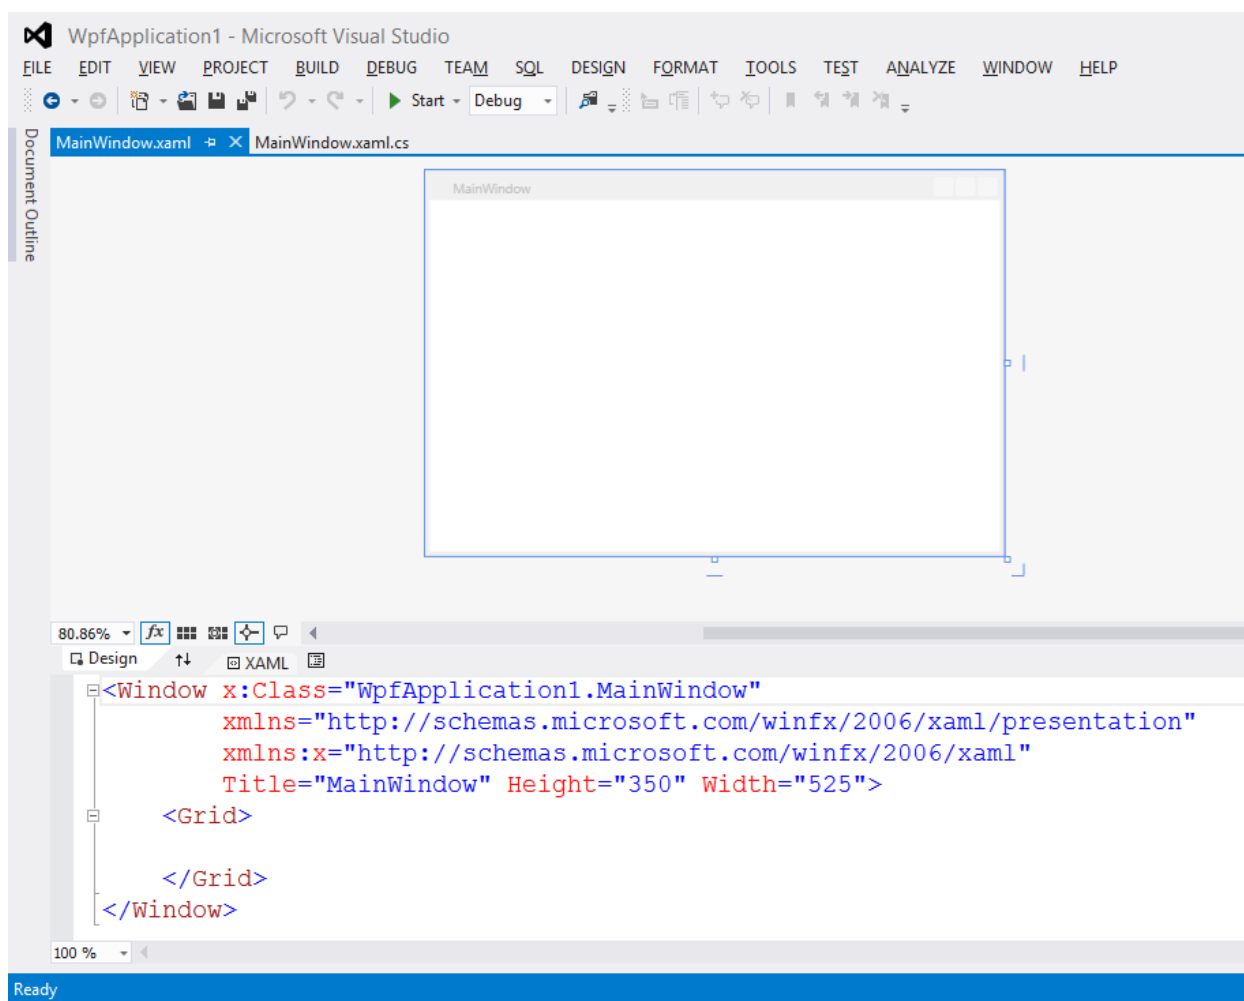 WpfApplication1 - Microsoft Visual Studio
FILE EDIT VIEW PROJECT BUILD DEBUG TEAM SQL DESIGN FORMAT TOOLS TEST ANALYZE WINDOW HELP
Start Debug
Document Outline
MainWindow.xaml MainWindow.xaml.cs
MainWindow
80.86% fx
Design XAML
<Window x:Class="WpfApplication1.MainWindow"
xmlns="http://schemas.microsoft.com/winfx/2006/xaml/presentation"
xmlns:x="http://schemas.microsoft.com/winfx/2006/xaml"
Title="MainWindow" Height="350" Width="525">
<Grid>
</Grid>
</Window>
100 %
Ready